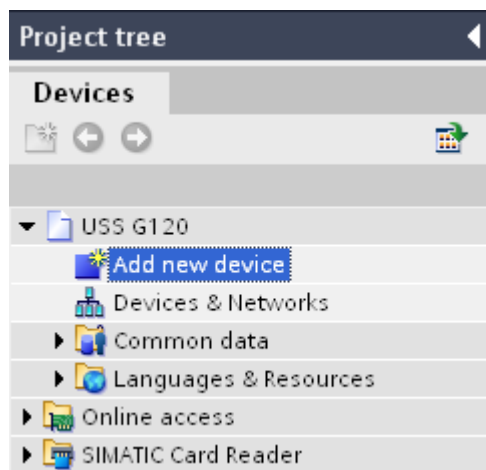 Project tree
Devices
USS G120
Add new device
Devices & Networks
Common data
Languages & Resources
Online access
SIMATIC Card Reader